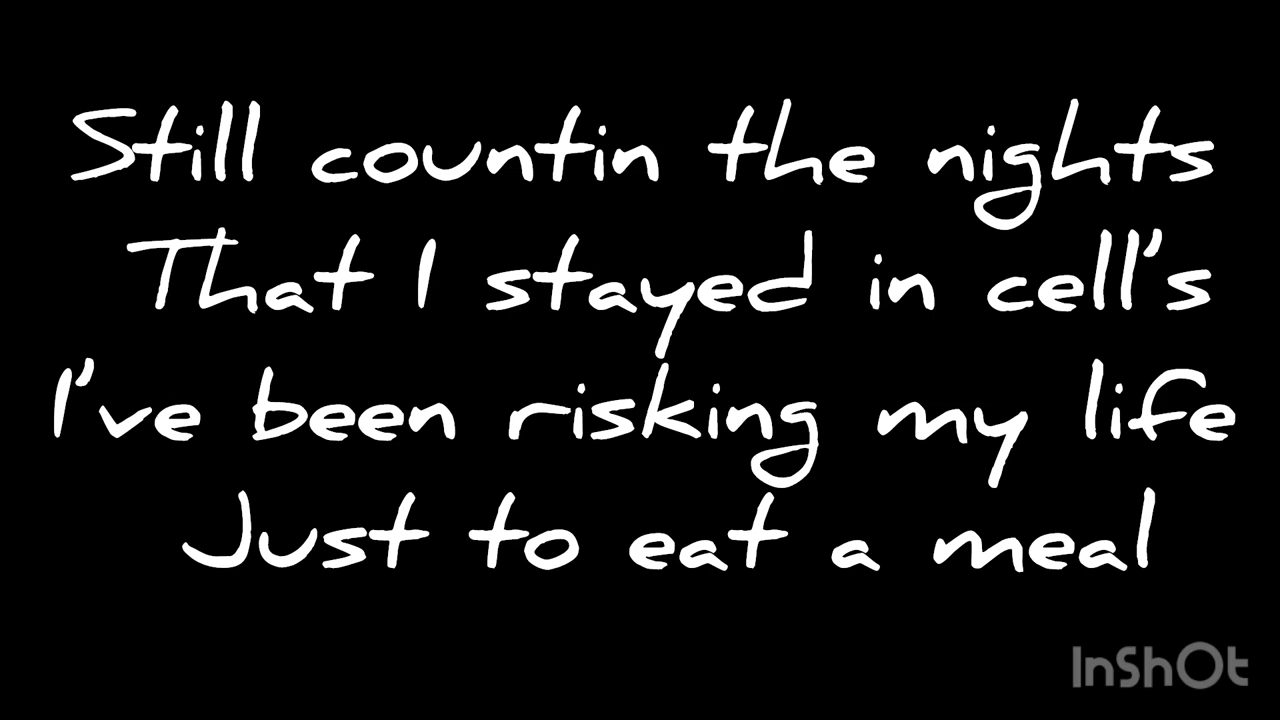 Still countin the nights
That I stayed in cell's
I've been risking my life
Just to eat a meal
InShOt